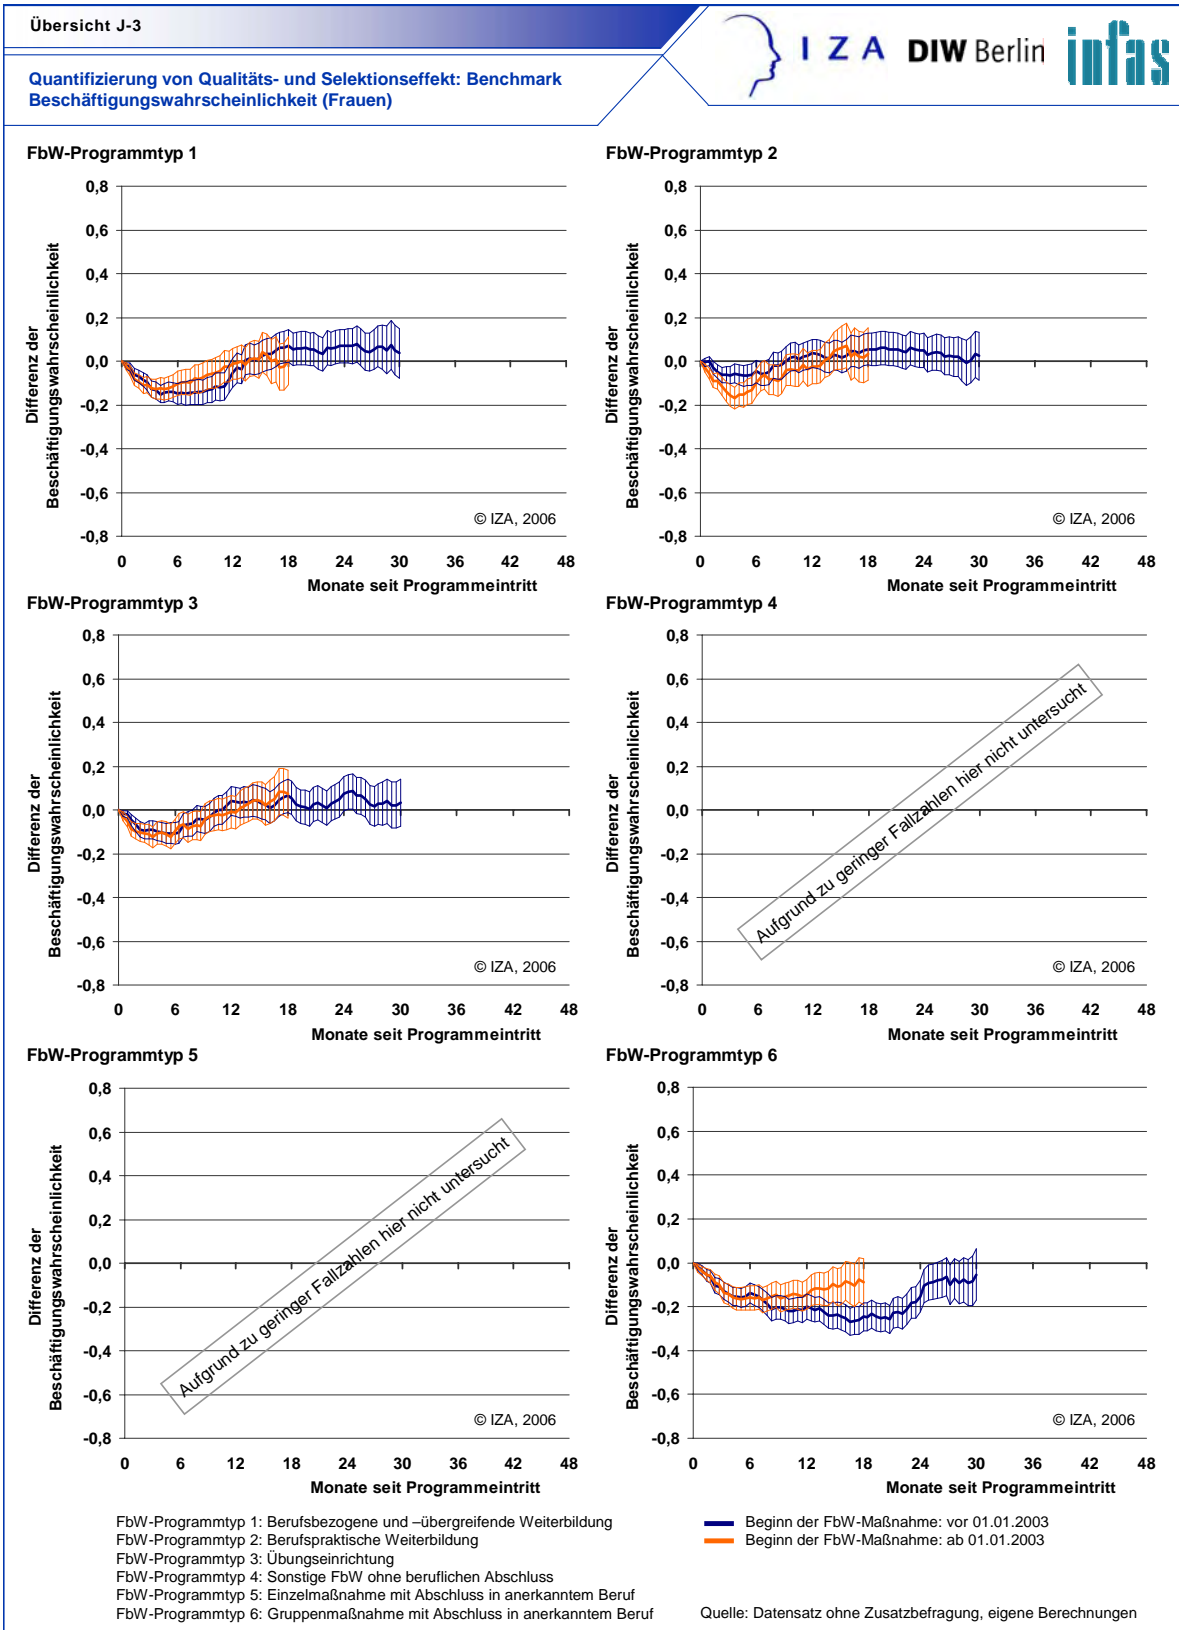 Übersicht J-3
IZA DIW Berlin infas
Quantifizierung von Qualitäts- und Selektionseffekt: Benchmark
Beschäftigungswahrscheinlichkeit (Frauen)
FbW-Programmtyp 1
Differenz der
Beschäftigungswahrscheinlichkeit
0,8
0,6
0,4
0,2
0,0
-0,2
-0,4
-0,6
-0,8
© IZA, 2006
0 6 12 18 24 30 36 42 48
Monate seit Programmeintritt
FbW-Programmtyp 2
Differenz der
Beschäftigungswahrscheinlichkeit
0,8
0,6
0,4
0,2
0,0
-0,2
-0,4
-0,6
-0,8
© IZA, 2006
0 6 12 18 24 30 36 42 48
Monate seit Programmeintritt
FbW-Programmtyp 3
Differenz der
Beschäftigungswahrscheinlichkeit
0,8
0,6
0,4
0,2
0,0
-0,2
-0,4
-0,6
-0,8
© IZA, 2006
0 6 12 18 24 30 36 42 48
Monate seit Programmeintritt
FbW-Programmtyp 4
Differenz der
Beschäftigungswahrscheinlichkeit
0,8
0,6
0,4
0,2
0,0
-0,2
-0,4
-0,6
-0,8
Aufgrund zu geringer Fallzahlen hier nicht untersucht
© IZA, 2006
0 6 12 18 24 30 36 42 48
Monate seit Programmeintritt
FbW-Programmtyp 5
Differenz der
Beschäftigungswahrscheinlichkeit
0,8
0,6
0,4
0,2
0,0
-0,2
-0,4
-0,6
-0,8
Aufgrund zu geringer Fallzahlen hier nicht untersucht
© IZA, 2006
0 6 12 18 24 30 36 42 48
Monate seit Programmeintritt
FbW-Programmtyp 6
Differenz der
Beschäftigungswahrscheinlichkeit
0,8
0,6
0,4
0,2
0,0
-0,2
-0,4
-0,6
-0,8
© IZA, 2006
0 6 12 18 24 30 36 42 48
Monate seit Programmeintritt
FbW-Programmtyp 1: Berufsbezogene und –übergreifende Weiterbildung
FbW-Programmtyp 2: Berufspraktische Weiterbildung
FbW-Programmtyp 3: Übungseinrichtung
FbW-Programmtyp 4: Sonstige FbW ohne beruflichen Abschluss
FbW-Programmtyp 5: Einzelmaßnahme mit Abschluss in anerkanntem Beruf
FbW-Programmtyp 6: Gruppenmaßnahme mit Abschluss in anerkanntem Beruf
Beginn der FbW-Maßnahme: vor 01.01.2003
Beginn der FbW-Maßnahme: ab 01.01.2003
Quelle: Datensatz ohne Zusatzbefragung, eigene Berechnungen